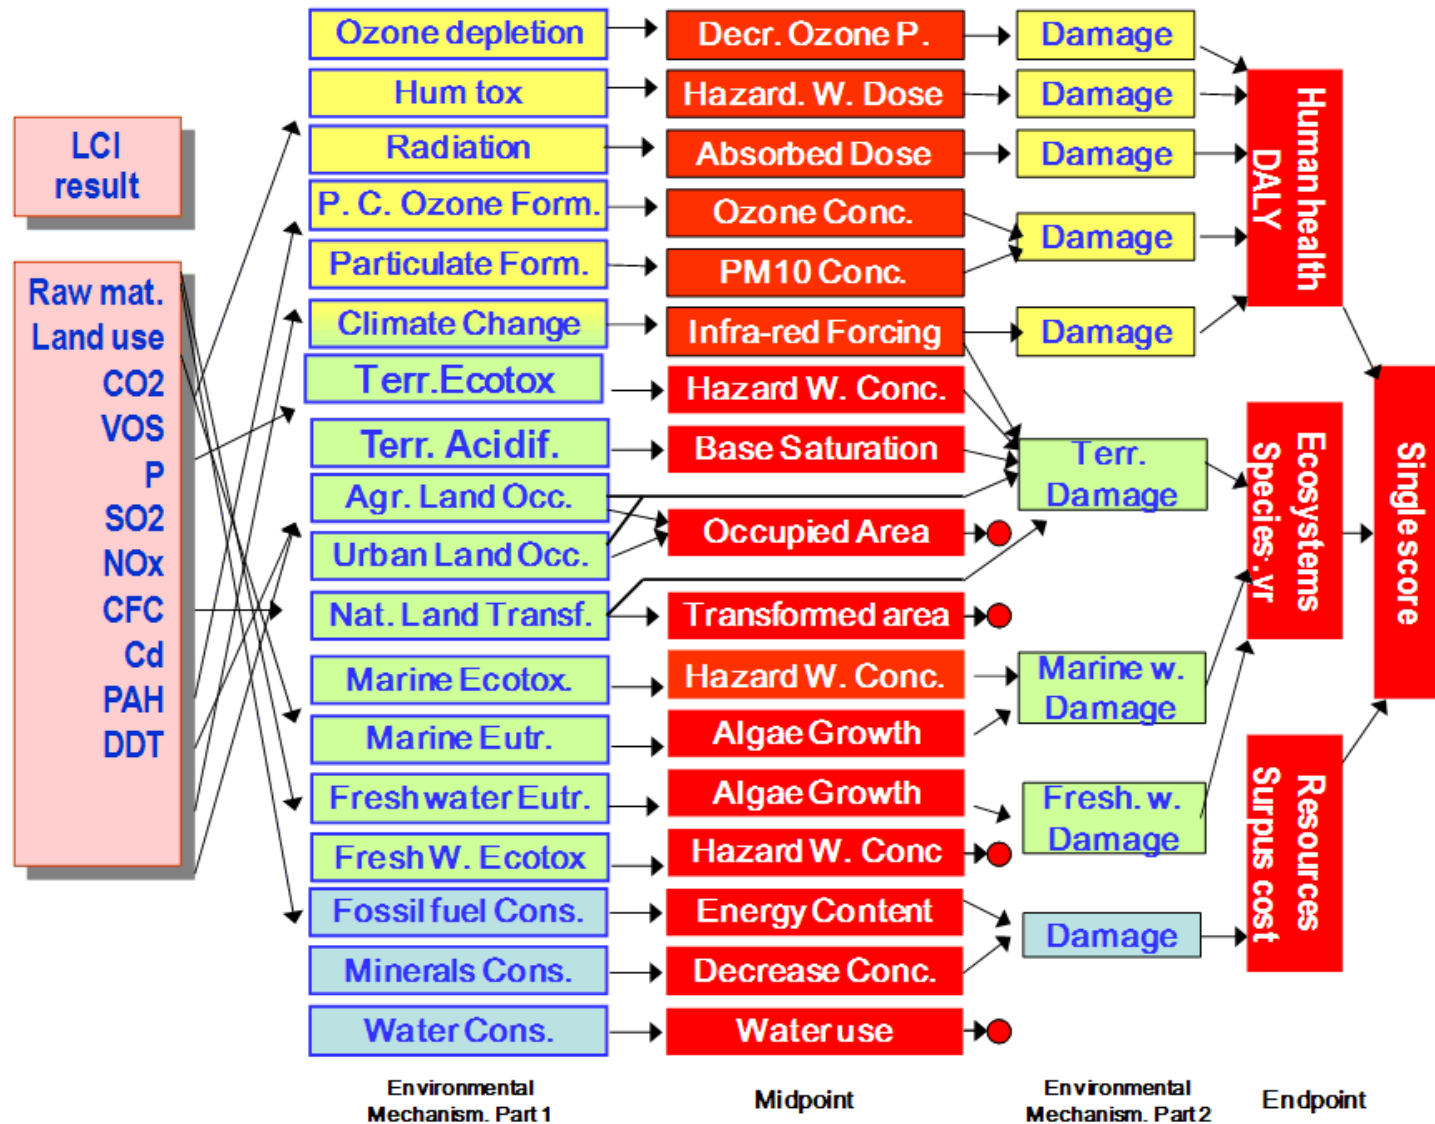 LCI
result
Raw mat.
Land use
CO2
VOS
P
SO2
NOx
CFC
Cd
PAH
DDT
Ozone depletion
Hum tox
Radiation
P. C. Ozone Form.
Particulate Form.
Climate Change
Terr.Ecotox
Terr. Acidif.
Agr. Land Occ.
Urban Land Occ.
Nat. Land Transf.
Marine Ecotox.
Marine Eutr.
Freshwater Eutr.
Fresh W. Ecotox
Fossil fuel Cons.
Minerals Cons.
Water Cons.
Environmental
Mechanism. Part 1
Decr. Ozone P.
Hazard. W. Dose
Absorbed Dose
Ozone Conc.
PM10 Conc.
Infra-red Forcing
Hazard W. Conc.
Base Saturation
Occupied Area
Transformed area
Hazard W. Conc.
Algae Growth
Algae Growth
Hazard W. Conc
Energy Content
Decrease Conc.
Water use
Midpoint
Damage
Damage
Damage
Damage
Damage
Terr.
Damage
Marine w.
Damage
Fresh. w.
Damage
Damage
Environmental
Mechanism. Part 2
Human health
DALY
Ecosystems
Species.yr
Resources
Surpus cost
Endpoint
Single score